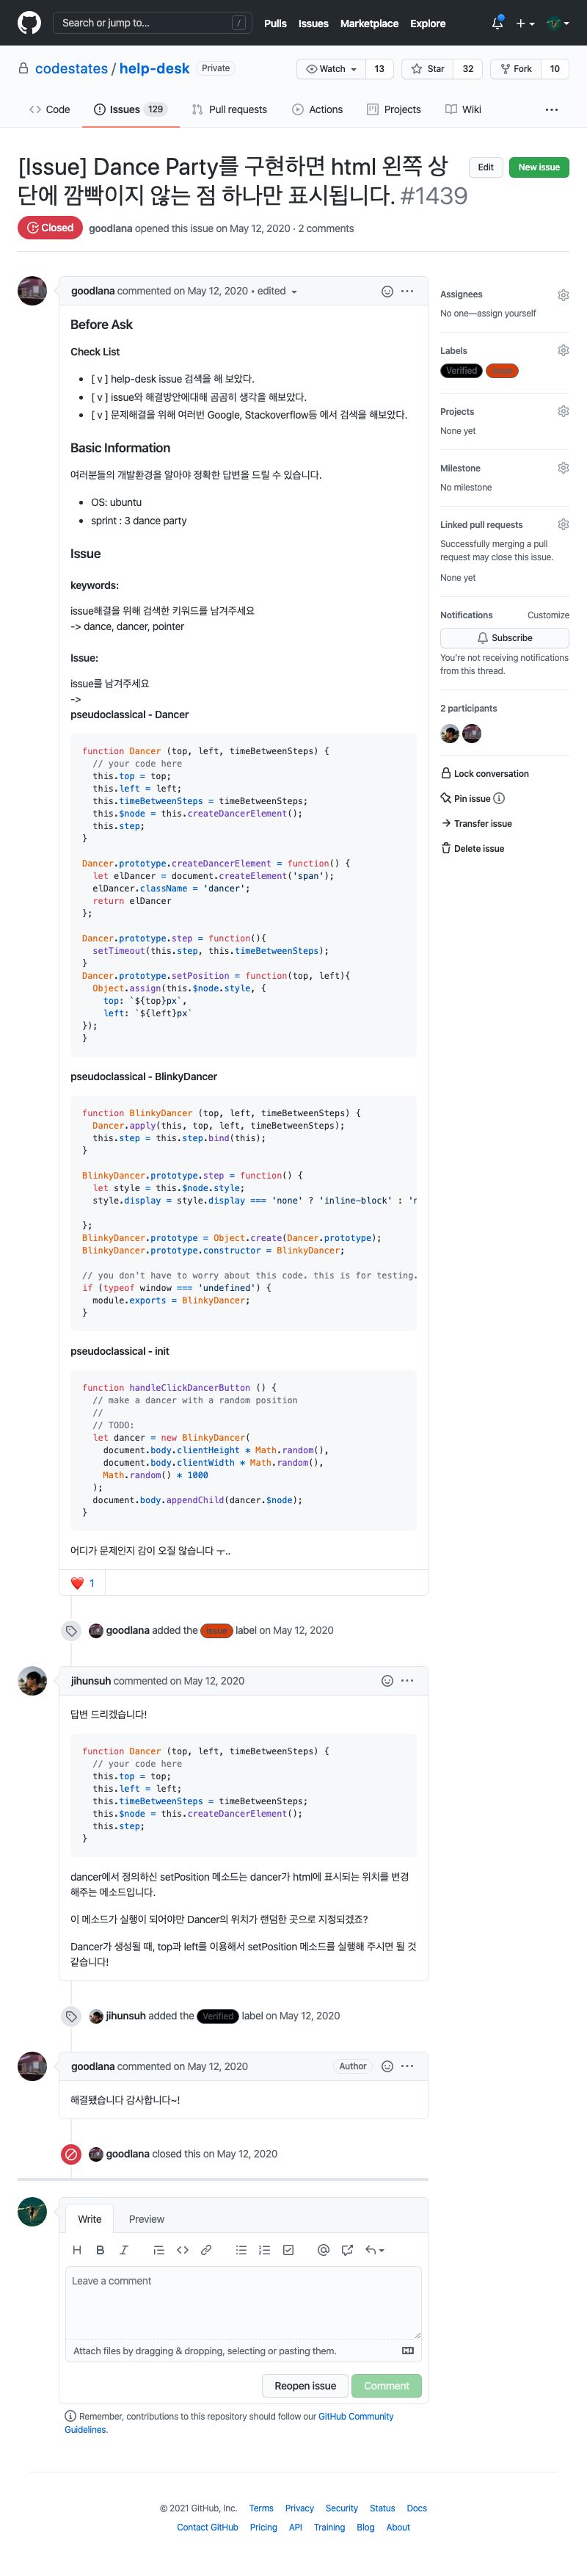 Search or jump to...
/
Pulls Issues Marketplace Explore
codestates / help-desk Private
Watch 13 Star 32 Fork 10
Code Issues 129 Pull requests Actions Projects Wiki
[Issue] Dance Party를 구현하면 html 왼쪽 상
단에 깜빡이지 않는 점 하나만 표시됩니다. #1439
Edit New issue
Closed goodlana opened this issue on May 12, 2020 · 2 comments
goodlana commented on May 12, 2020 • edited
Before Ask
Check List
• [ v ] help-desk issue 검색을 해 보았다.
• [ v ] issue와 해결방안에대해 곰곰히 생각을 해보았다.
• [ v ] 문제해결을 위해 여러번 Google, Stackoverflow등 에서 검색을 해보았다.
Basic Information
여러분들의 개발환경을 알아야 정확한 답변을 드릴 수 있습니다.
• OS: ubuntu
• sprint : 3 dance party
Issue
keywords:
issue해결을 위해 검색한 키워드를 남겨주세요
-> dance, dancer, pointer
Issue:
issue를 남겨주세요
->
pseudoclassical - Dancer
function Dancer (top, left, timeBetweenSteps) {
// your code here
this.top = top;
this.left = left;
this.timeBetweenSteps = timeBetweenSteps;
this.$node = this.createDancerElement();
this.step;
}
Dancer.prototype.createDancerElement = function() {
let elDancer = document.createElement('span');
elDancer.className = 'dancer';
return elDancer
};
Dancer.prototype.step = function(){
setTimeout(this.step, this.timeBetweenSteps);
}
Dancer.prototype.setPosition = function(top, left){
Object.assign(this.$node.style, {
top: `${top}px`,
left: `${left}px`
});
}
pseudoclassical - BlinkyDancer
function BlinkyDancer (top, left, timeBetweenSteps) {
Dancer.apply(this, top, left, timeBetweenSteps);
this.step = this.step.bind(this);
}
BlinkyDancer.prototype.step = function() {
let style = this.$node.style;
style.display = style.display === 'none' ? 'inline-block' : '
};
BlinkyDancer.prototype = Object.create(Dancer.prototype);
BlinkyDancer.prototype.constructor = BlinkyDancer;
// you don't have to worry about this code. this is for testing.
if (typeof window === 'undefined') {
module.exports = BlinkyDancer;
}
pseudoclassical - init
function handleClickDancerButton () {
// make a dancer with a random position
//
// TODO:
let dancer = new BlinkyDancer(
document.body.clientHeight * Math.random(),
document.body.clientWidth * Math.random(),
Math.random() * 1000
);
document.body.appendChild(dancer.$node);
}
어디가 문제인지 감이 오질 않습니다 ㅜ..
❤️ 1
goodlana added the issue label on May 12, 2020
jihunsuh commented on May 12, 2020
답변 드리겠습니다!
function Dancer (top, left, timeBetweenSteps) {
// your code here
this.top = top;
this.left = left;
this.timeBetweenSteps = timeBetweenSteps;
this.$node = this.createDancerElement();
this.step;
}
dancer에서 정의하신 setPosition 메소드는 dancer가 html에 표시되는 위치를 변경
해주는 메소드입니다.
이 메소드가 실행이 되어야만 Dancer의 위치가 랜덤한 곳으로 지정되겠죠?
Dancer가 생성될 때, top과 left를 이용해서 setPosition 메소드를 실행해 주시면 될 것
같습니다!
jihunsuh added the Verified label on May 12, 2020
goodlana commented on May 12, 2020 Author
해결됐습니다 감사합니다~!
goodlana closed this on May 12, 2020
Assignees
No one—assign yourself
Labels
Verified issue
Projects
None yet
Milestone
No milestone
Linked pull requests
Successfully merging a pull
request may close this issue.
None yet
Notifications Customize
Subscribe
You're not receiving notifications
from this thread.
2 participants
Lock conversation
Pin issue
Transfer issue
Delete issue
Write Preview
Leave a comment
Attach files by dragging & dropping, selecting or pasting them.
Reopen issue Comment
Remember, contributions to this repository should follow our GitHub Community
Guidelines.
© 2021 GitHub, Inc. Terms Privacy Security Status Docs
Contact GitHub Pricing API Training Blog About